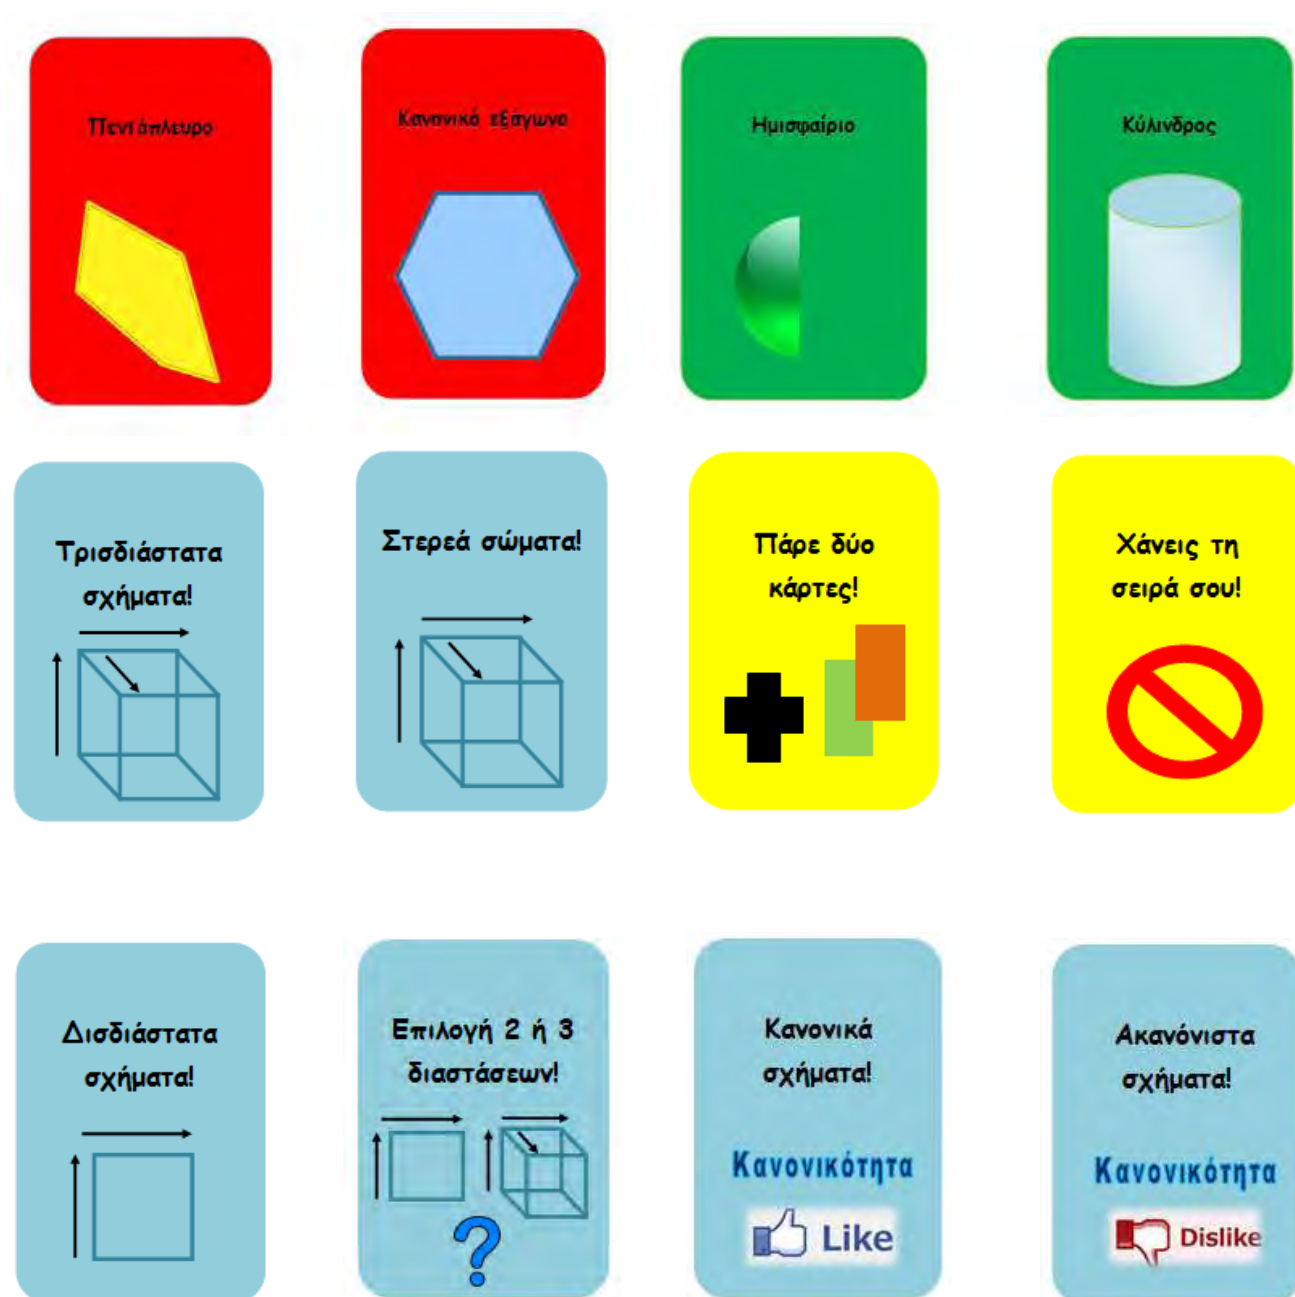 Πεντάπλευρο
Κανονικό εξάγωνο
Ημισφαίριο
Κύλινδρος
Τρισδιάστατα
σχήματα!
Στερεά σώματα!
Πάρε δύο
κάρτες!
Χάνεις τη
σειρά σου!
Δισδιάστατα
σχήματα!
Επιλογή 2 ή 3
διαστάσεων!
Κανονικά
σχήματα!
Κανονικότητα
Like
Ακανόνιστα
σχήματα!
Κανονικότητα
Dislike